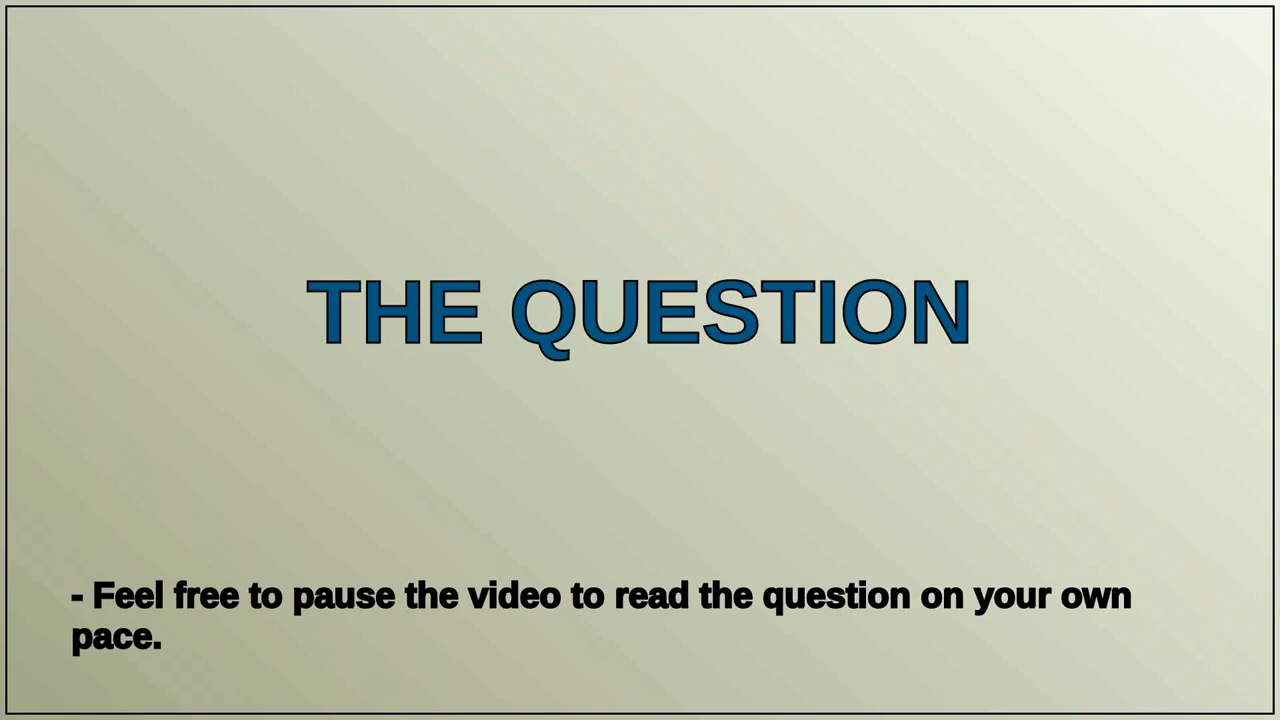 THE QUESTION
- Feel free to pause the video to read the question on your own
pace.